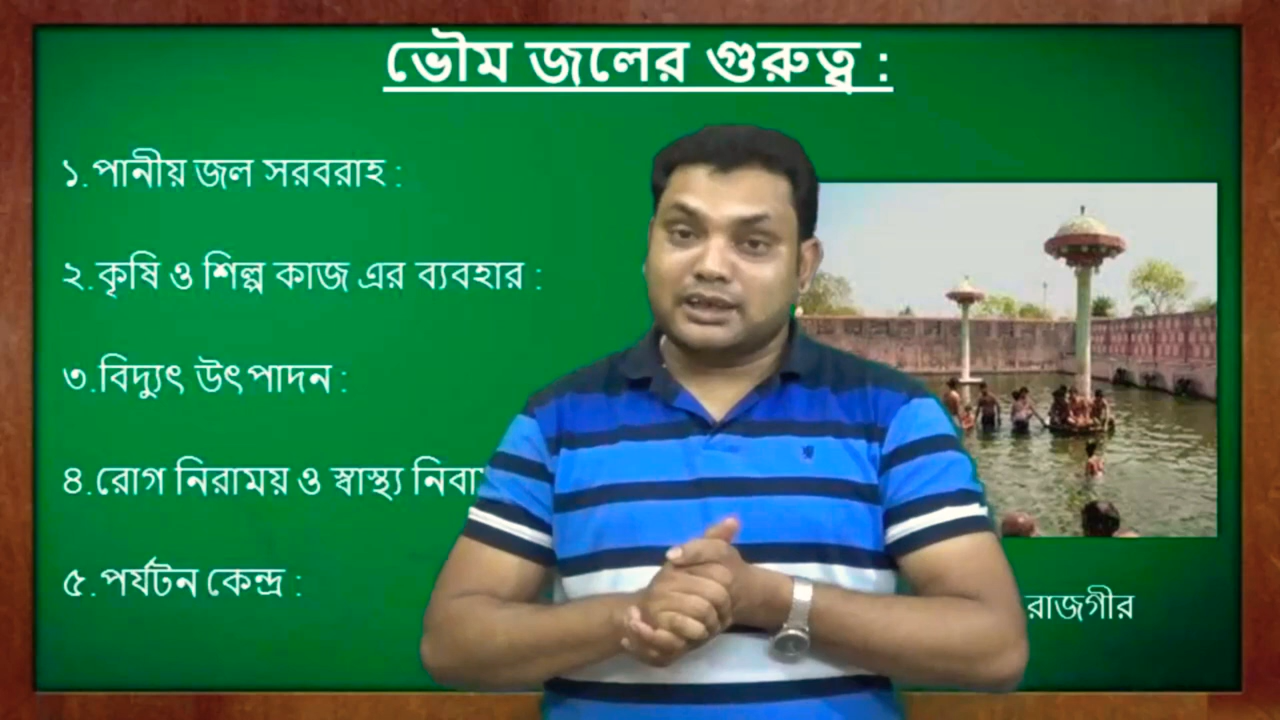 ভৌম জলের গুরুত্ব :
১.পানীয় জল সরবরাহ :
২.কৃষি ও শিল্প কাজ এর ব্যবহার :
৩.বিদ্যুৎ উৎপাদন :
৪.রোগ নিরাময় ও স্বাস্থ্য
৫.পর্যটন কেন্দ্র :
রাজগীর